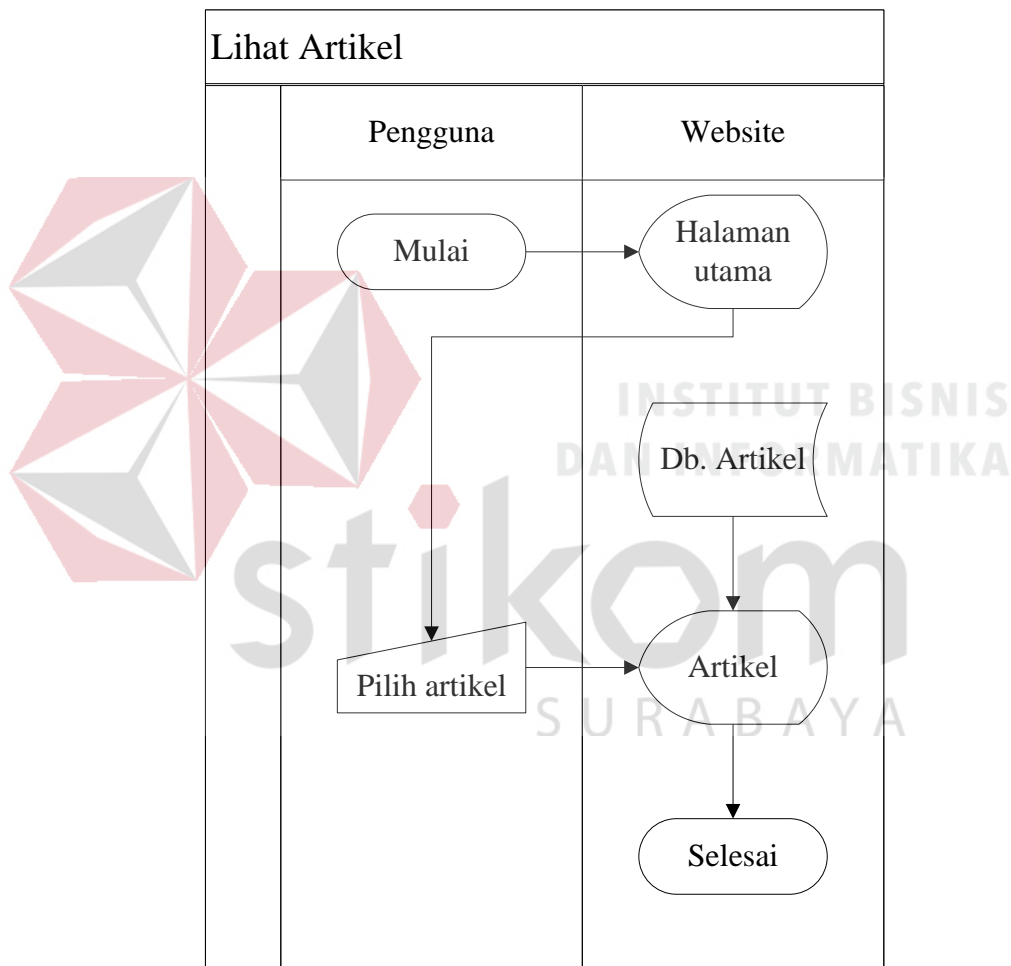 Lihat Artikel
Pengguna
Website
Mulai
Halaman
utama
INSTITUT BISNIS
DAN INFORMATIKA
Db. Artikel
stikom
Pilih artikel
Artikel
SURABAYA
Selesai